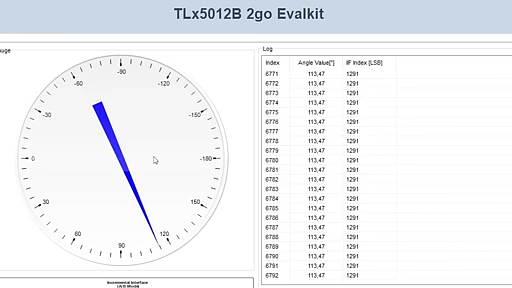 TLx5012B 2go Evalkit
auge
Log
Index Angle Value[°] IIF Index [LSB]
-90
-60 -120
-30 -150
0 -180
30 150
60 120
90
6771 113,47 1291
6772 113,47 1291
6773 113,47 1291
6774 113,47 1291
6775 113,47 1291
6776 113,47 1291
6777 113,47 1291
6778 113,47 1291
6779 113,47 1291
6780 113,47 1291
6781 113,47 1291
6782 113,47 1291
6783 113,47 1291
6784 113,47 1291
6785 113,47 1291
6786 113,47 1291
6787 113,47 1291
6788 113,47 1291
6789 113,47 1291
6790 113,47 1291
6791 113,47 1291
6792 113,47 1291
Incremental Interface
(A/B Mode)